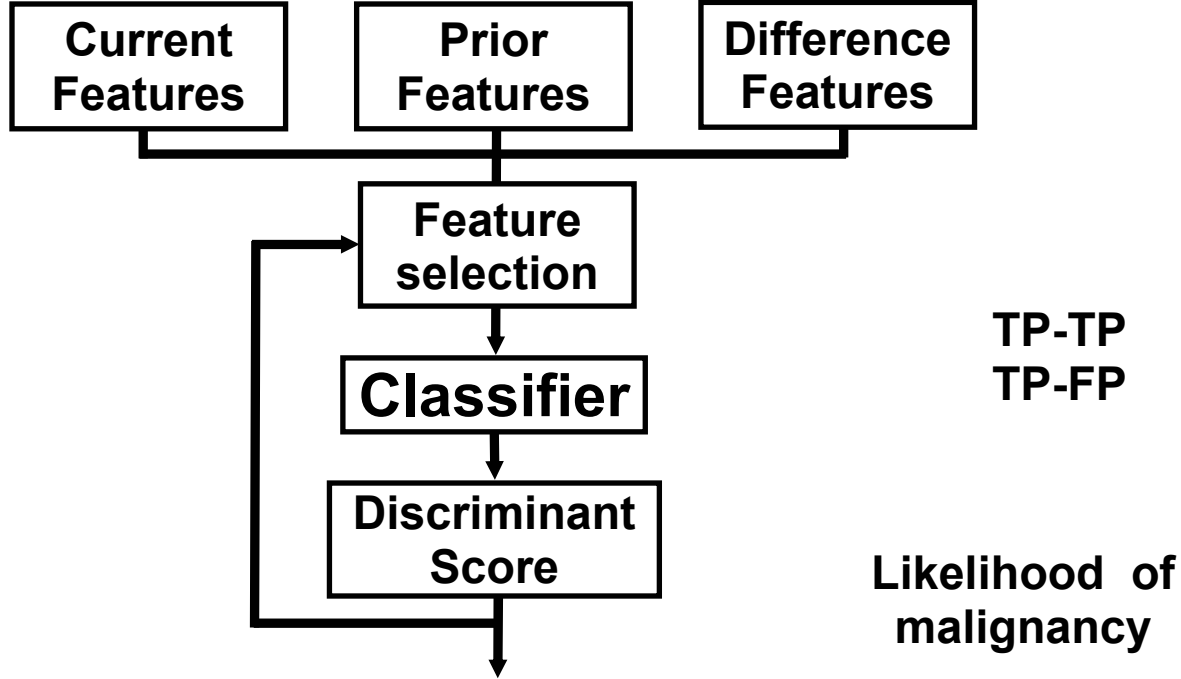 Current
Features
Prior
Features
Difference
Features
Feature
selection
Classifier
Discriminant
Score
TP-TP
TP-FP
Likelihood of
malignancy